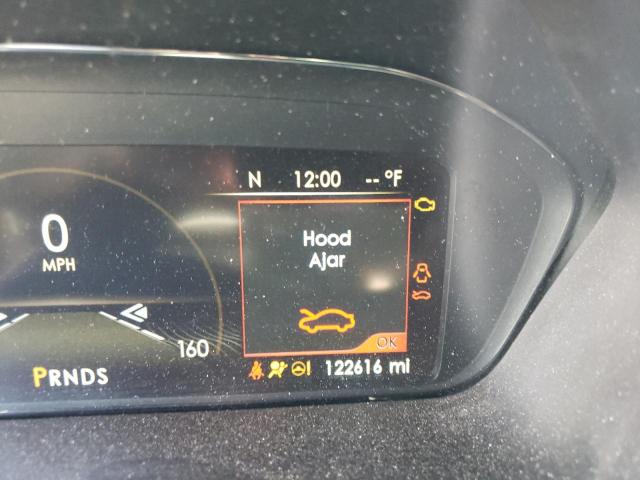 N 12:00 -- °F
0
MPH
Hood
Ajar
OK
160
PRNDS
122616 mi